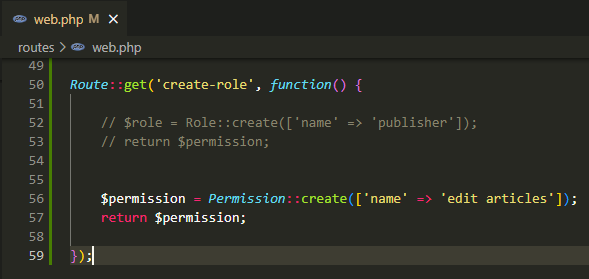 web.php M ×
routes > web.php
49
50 Route::get('create-role', function() {
51
52 // $role = Role::create(['name' => 'publisher']);
53 // return $permission;
54
55
56 $permission = Permission::create(['name' => 'edit articles']);
57 return $permission;
58
59 });